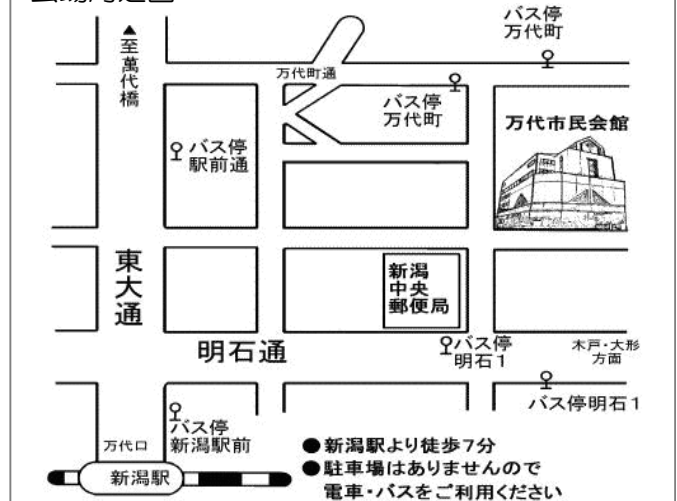 バス停
万代町
▲至萬代橋
万代町通
バス停
万代町
万代市民会館
バス停
駅前通
東大通
新潟
中央
郵便局
明石通
バス停
明石1
木戸・大形
方面
バス停明石1
バス停
新潟駅前
万代口
新潟駅
●新潟駅より徒歩7分
●駐車場はありませんので
電車・バスをご利用ください